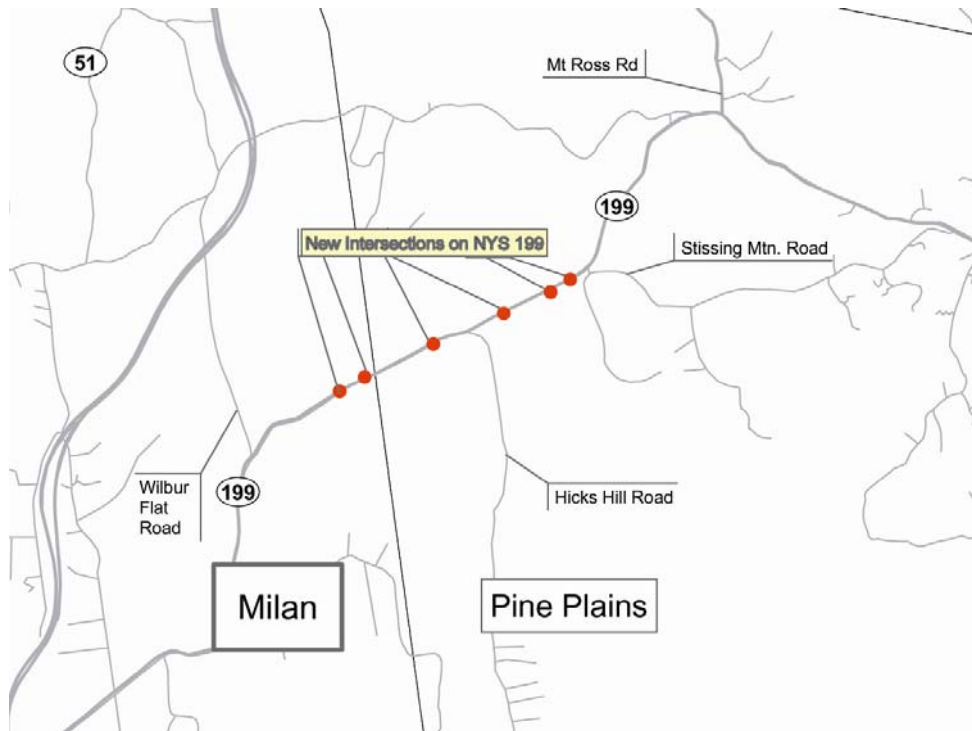 51
Mt Ross Rd
199
New Intersections on NYS 199
Stissing Mtn. Road
Wilbur
Flat
Road
199
Hicks Hill Road
Milan
Pine Plains